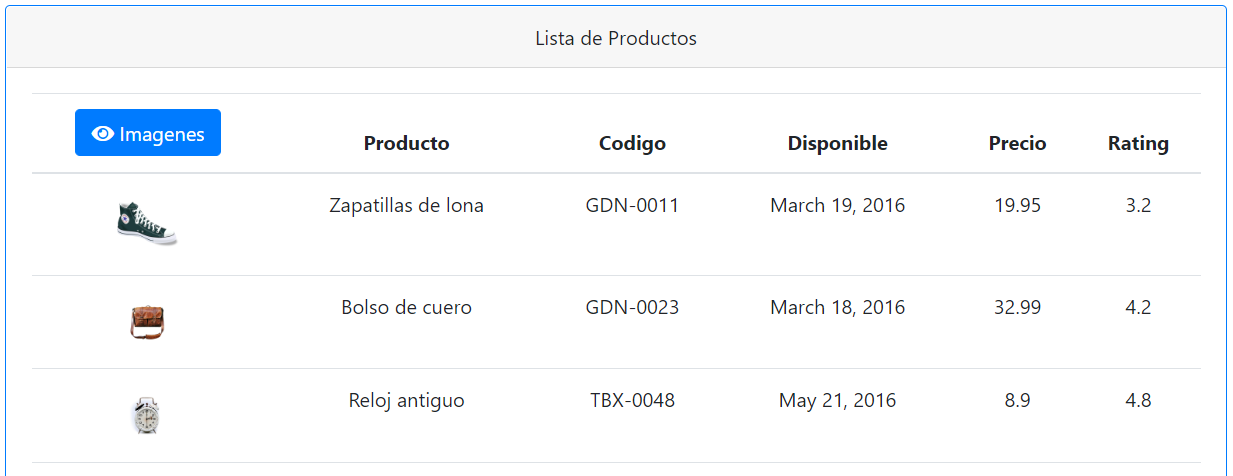 Lista de Productos
Imagenes Producto Codigo Disponible Precio Rating
Zapatillas de lona GDN-0011 March 19, 2016 19.95 3.2
Bolso de cuero GDN-0023 March 18, 2016 32.99 4.2
Reloj antiguo TBX-0048 May 21, 2016 8.9 4.8